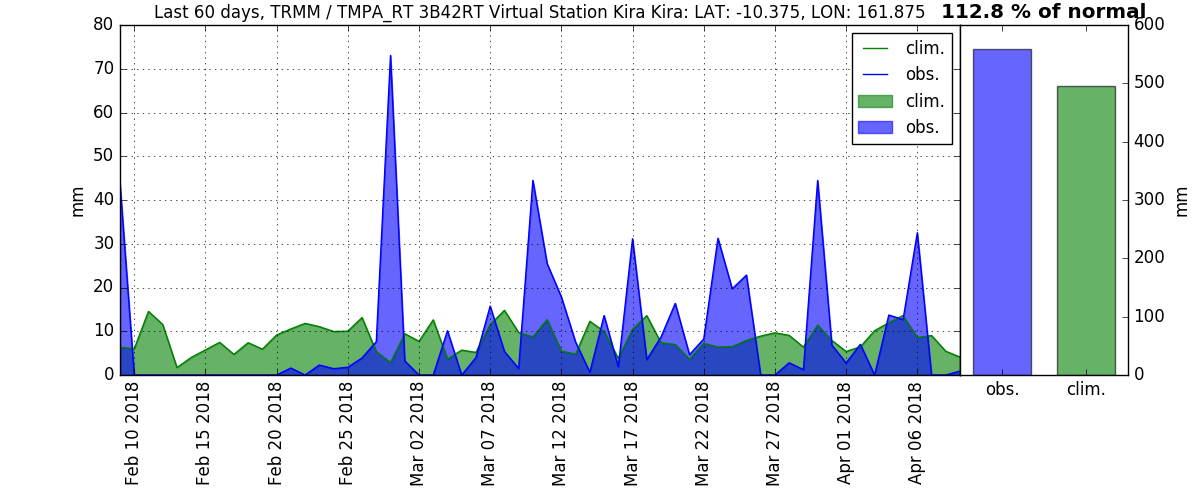 Last 60 days, TRMM / TMPA_RT 3B42RT Virtual Station Kira Kira: LAT: -10.375, LON: 161.875 112.8 % of normal
80
70
60
50
40
30
20
10
0
mm
clim.
obs.
clim.
obs.
600
500
400
300
200
100
0
mm
obs.
clim.
Feb 10 2018
Feb 15 2018
Feb 20 2018
Feb 25 2018
Mar 02 2018
Mar 07 2018
Mar 12 2018
Mar 17 2018
Mar 22 2018
Mar 27 2018
Apr 01 2018
Apr 06 2018